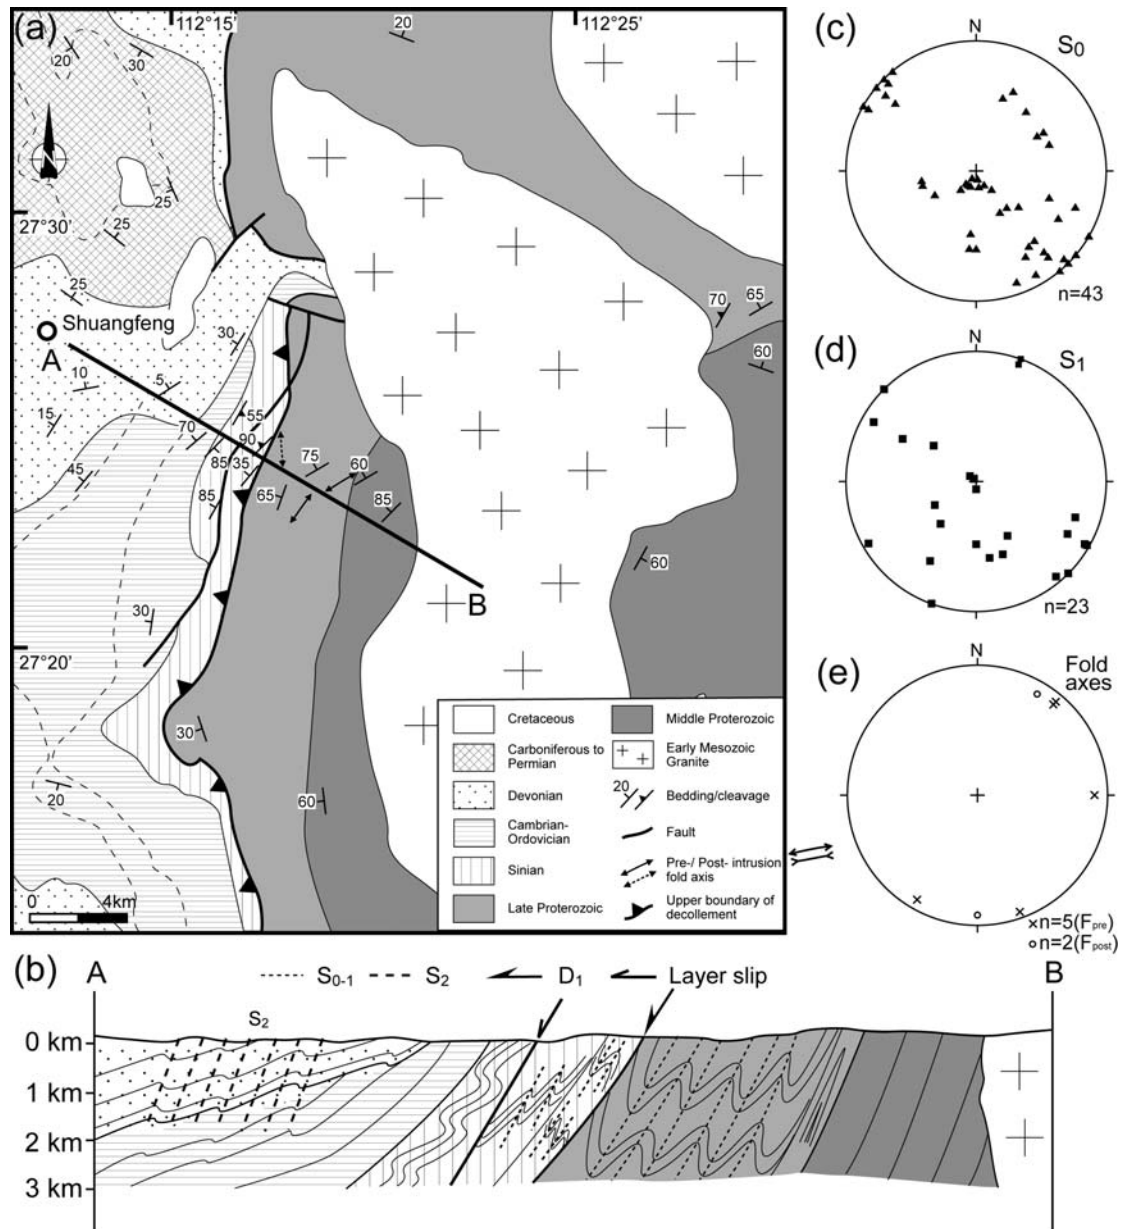 (a)
112°15'
20
112°25'
20
30
25
25
27°30'
25
Shuangfeng
A
30
10
5
15
70
55
90
45
85
35
85
65
75
60
85
70
65
60
60
B
30
27°20'
30
20
60
0 4km
Cretaceous
Carboniferous to
Permian
Devonian
Cambrian-
Ordovician
Sinian
Late Proterozoic
Middle Proterozoic
Early Mesozoic
Granite
20
Bedding/cleavage
Fault
Pre-/ Post- intrusion
fold axis
Upper boundary of
decollement
(c)
N
S0
n=43
(d)
N
S1
n=23
(e)
N
Fold
axes
n=5(Fpre)
n=2(Fpost)
(b)
A
S0-1 S2 D1 Layer slip
B
S2
0 km
1 km
2 km
3 km